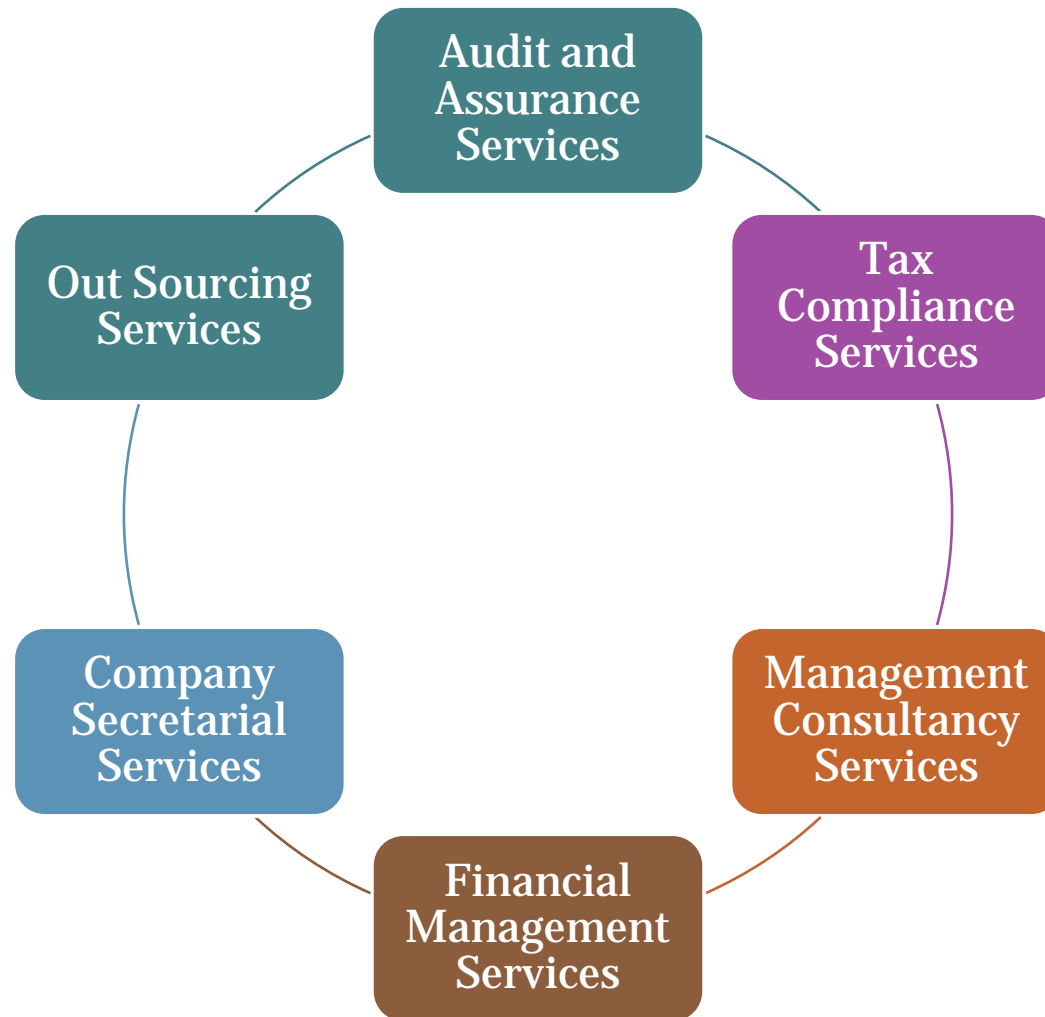 Audit and
Assurance
Services
Tax
Compliance
Services
Management
Consultancy
Services
Financial
Management
Services
Company
Secretarial
Services
Out Sourcing
Services